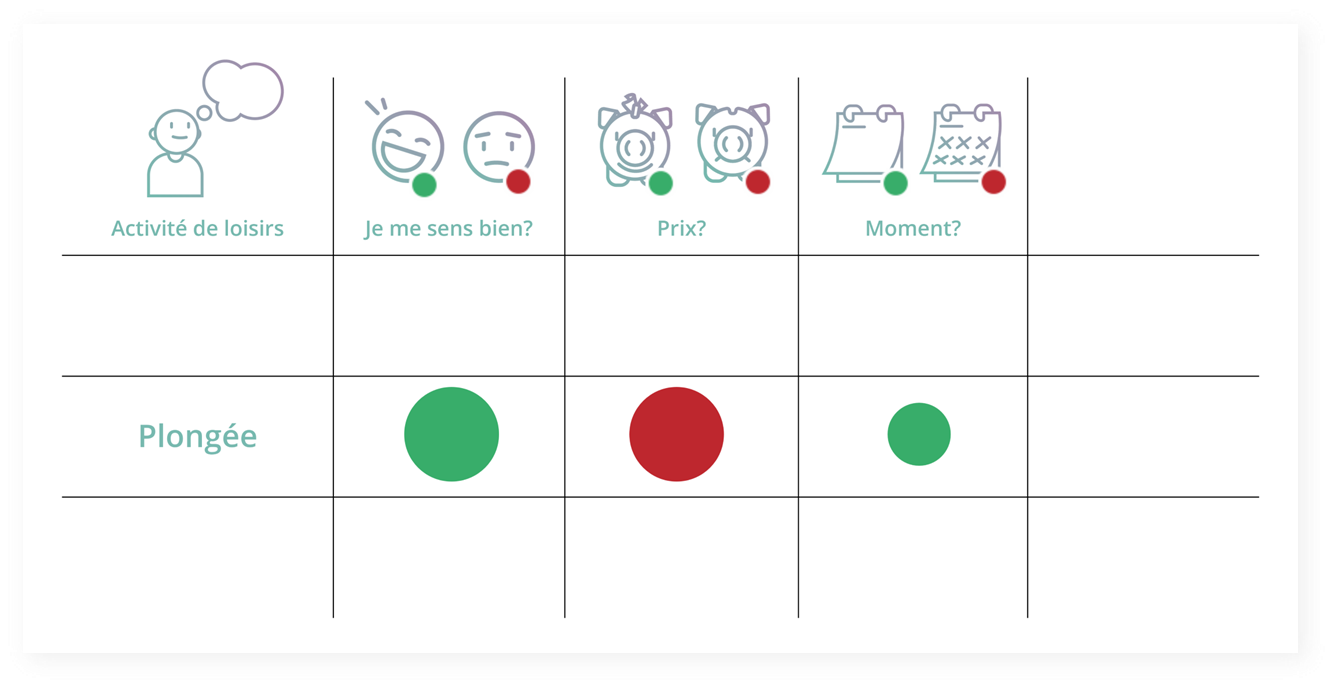 Activité de loisirs
Je me sens bien?
Prix?
Moment?
Plongée